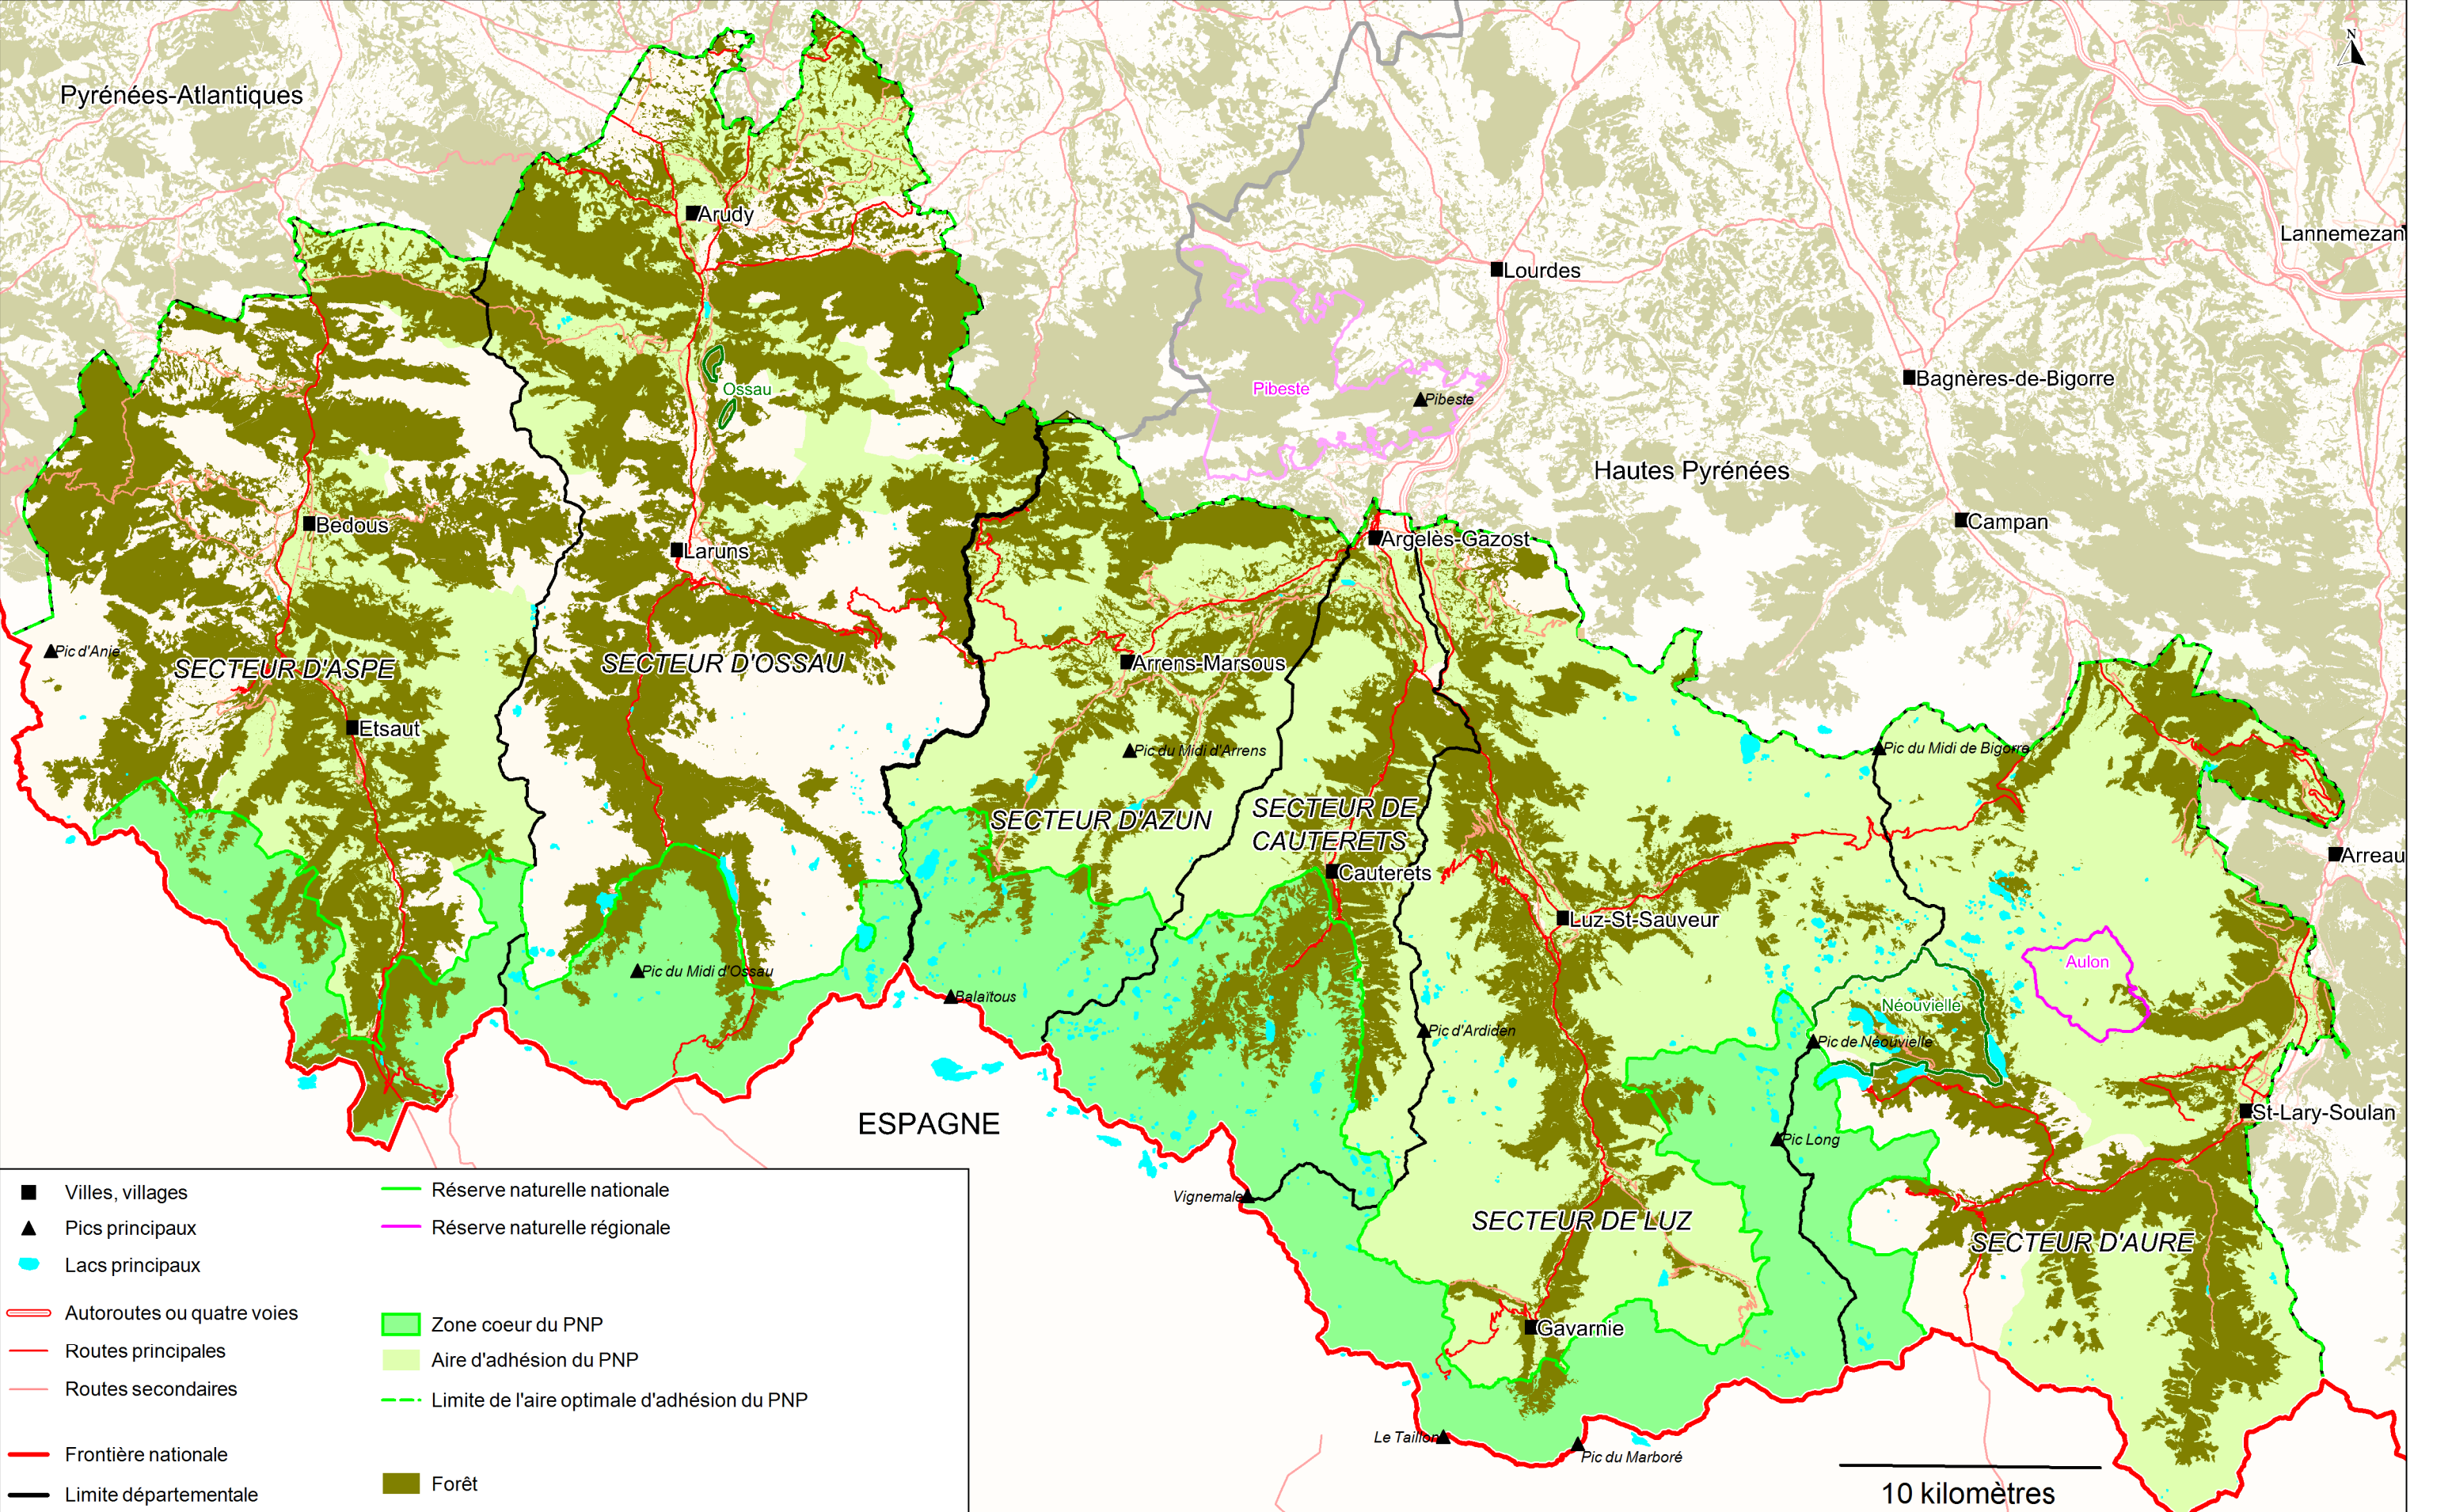 N
Pyrénées-Atlantiques
Arudy
Lannemezan
Lourdes
Bagnères-de-Bigorre
Ossau
Pibeste
Pibeste
Hautes Pyrénées
Bedous
Laruns
Argelès-Gazost
Campan
Pic d'Anie
SECTEUR D'ASPE
SECTEUR D'OSSAU
Arrens-Marsous
Etsaut
Pic du Midi d'Arrens
Pic du Midi de Bigorre
SECTEUR D'AZUN
SECTEUR DE
CAUTERETS
Cauterets
Arreau
Luz-St-Sauveur
Pic du Midi d'Ossau
Aulon
Balaïtous
Néouvielle
Pic d'Ardiden
Pic de Néouvielle
ESPAGNE
St-Lary-Soulan
Pic Long
Vignemale
SECTEUR DE LUZ
SECTEUR D'AURE
Gavarnie
Le Taillon
Pic du Marboré
10 kilomètres
Villes, villages
Pics principaux
Lacs principaux
Autoroutes ou quatre voies
Routes principales
Routes secondaires
Frontière nationale
Limite départementale
Réserve naturelle nationale
Réserve naturelle régionale
Zone coeur du PNP
Aire d'adhésion du PNP
Limite de l'aire optimale d'adhésion du PNP
Forêt